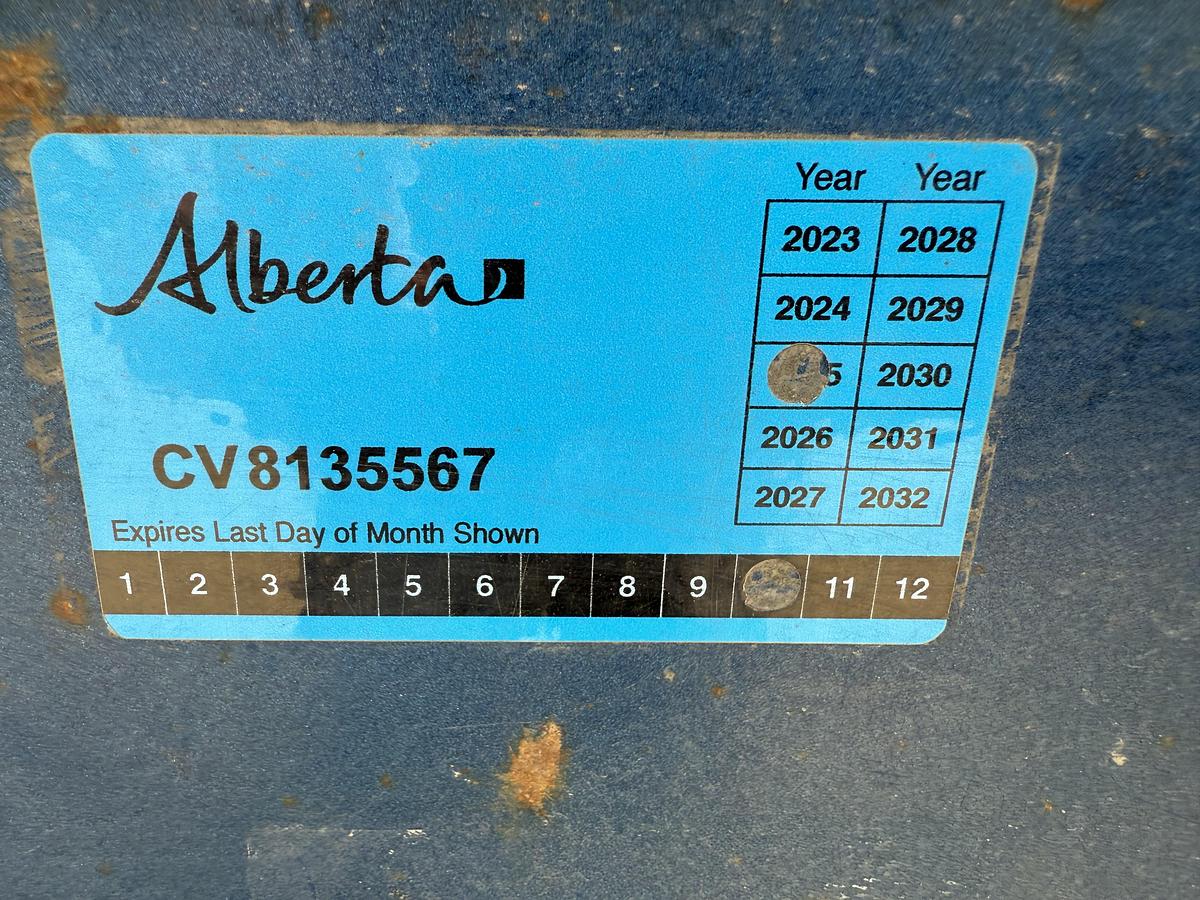 Alberta
Year Year
2023 2028
2024 2029
5 2030
2026 2031
2027 2032
CV8135567
Expires Last Day of Month Shown
1 2 3 4 5 6 7 8 9 11 12